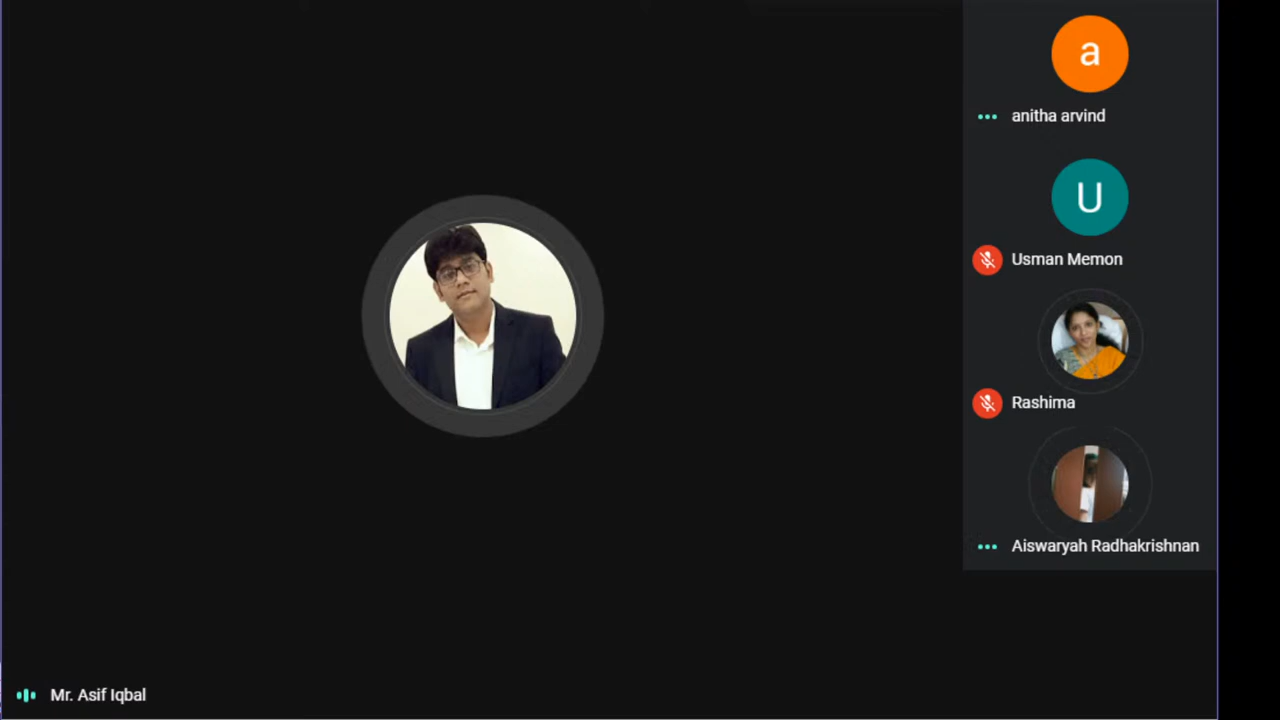 a
anitha arvind
U
Usman Memon
Rashima
Aiswaryah Radhakrishnan
Mr. Asif Iqbal